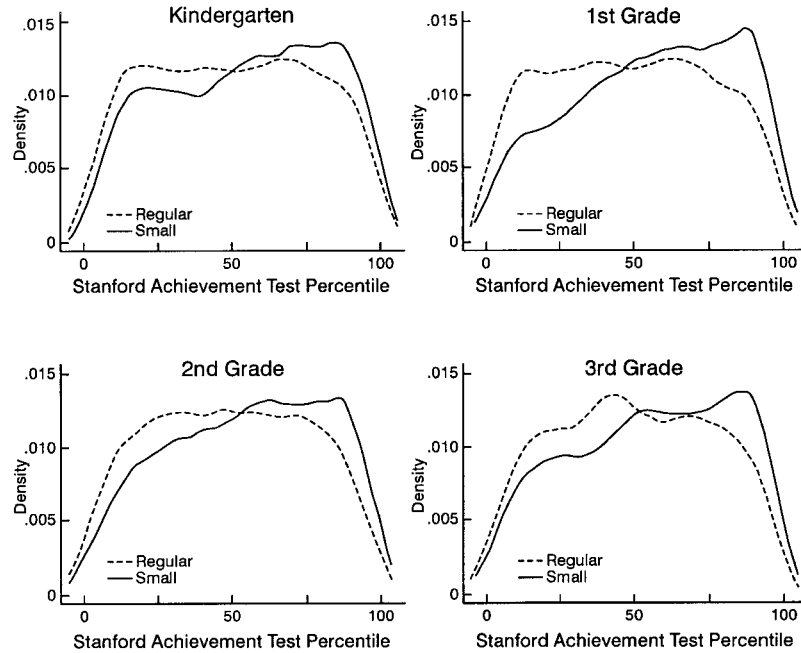 Kindergarten
.015
.010
.005
0
Density
Regular
Small
0
50
100
Stanford Achievement Test Percentile
1st Grade
.015
.010
.005
0
Density
Regular
Small
0
50
100
Stanford Achievement Test Percentile
2nd Grade
.015
.010
.005
0
Density
Regular
Small
0
50
100
Stanford Achievement Test Percentile
3rd Grade
.015
.010
.005
0
Density
Regular
Small
0
50
100
Stanford Achievement Test Percentile